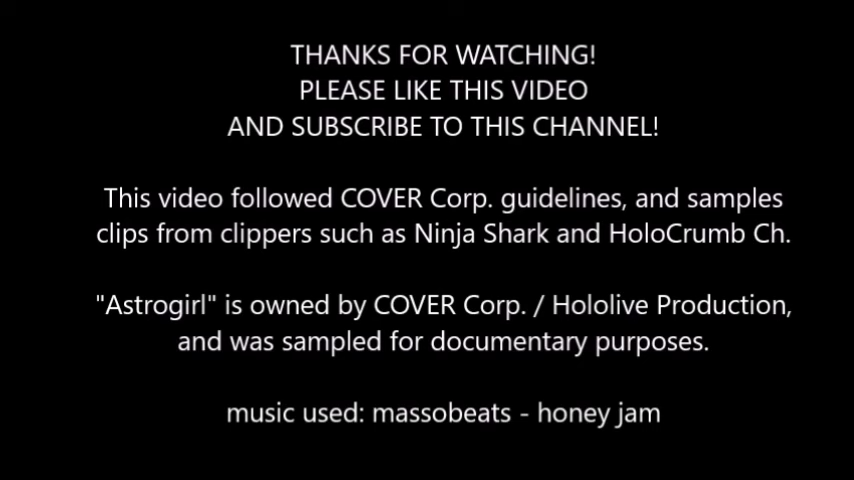 THANKS FOR WATCHING!
PLEASE LIKE THIS VIDEO
AND SUBSCRIBE TO THIS CHANNEL!
This video followed COVER Corp. guidelines, and samples
clips from clippers such as Ninja Shark and HoloCrumb Ch.
"Astrogirl" is owned by COVER Corp. / Hololive Production,
and was sampled for documentary purposes.
music used: massobeats - honey jam